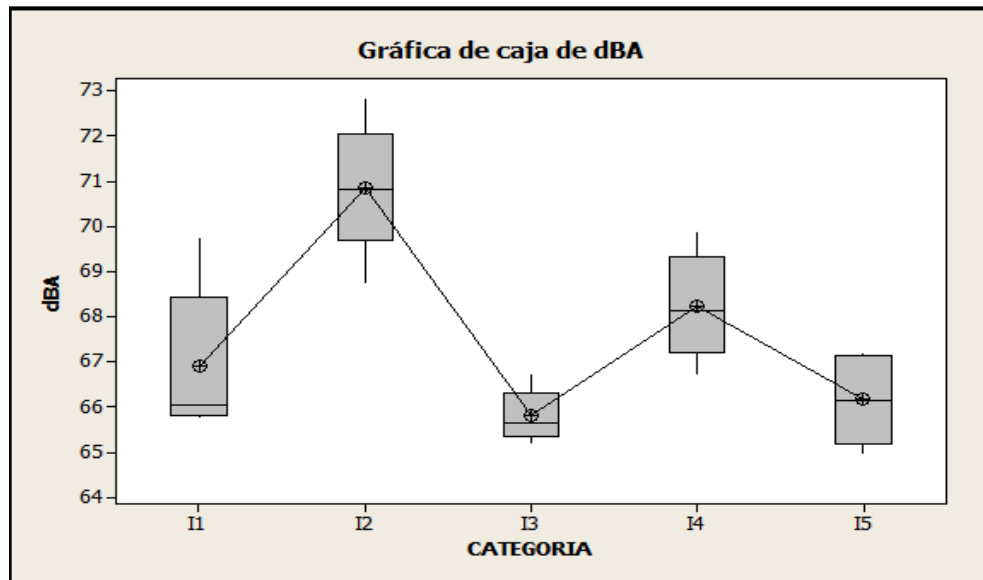 Gráfica de caja de dBA
73
72
71
70
69
68
67
66
65
64
dBA
I1 I2 I3 I4 I5
CATEGORIA